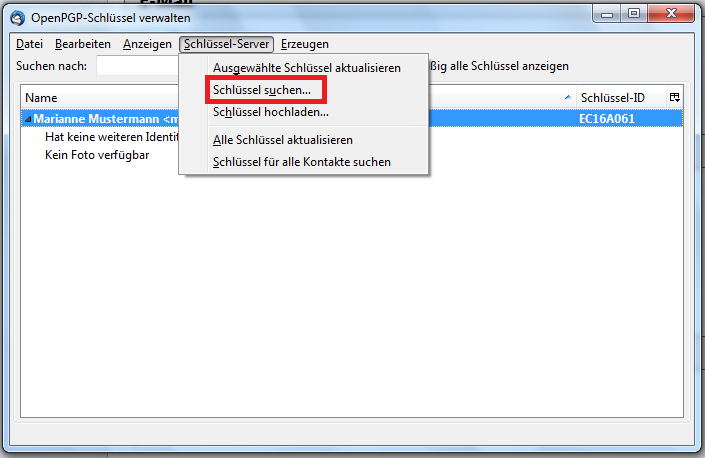 E-Mail
OpenPGP-Schlüssel verwalten
Datei Bearbeiten Anzeigen Schlüssel-Server Erzeugen
Suchen nach: alle Schlüssel anzeigen
Ausgewählte Schlüssel aktualisieren
Schlüssel suchen...
Schlüssel hochladen...
Alle Schlüssel aktualisieren
Schlüssel für alle Kontakte suchen
Name Schlüssel-ID
Marianne Mustermann <m EC16A061
Hat keine weiteren Identit
Kein Foto verfügbar